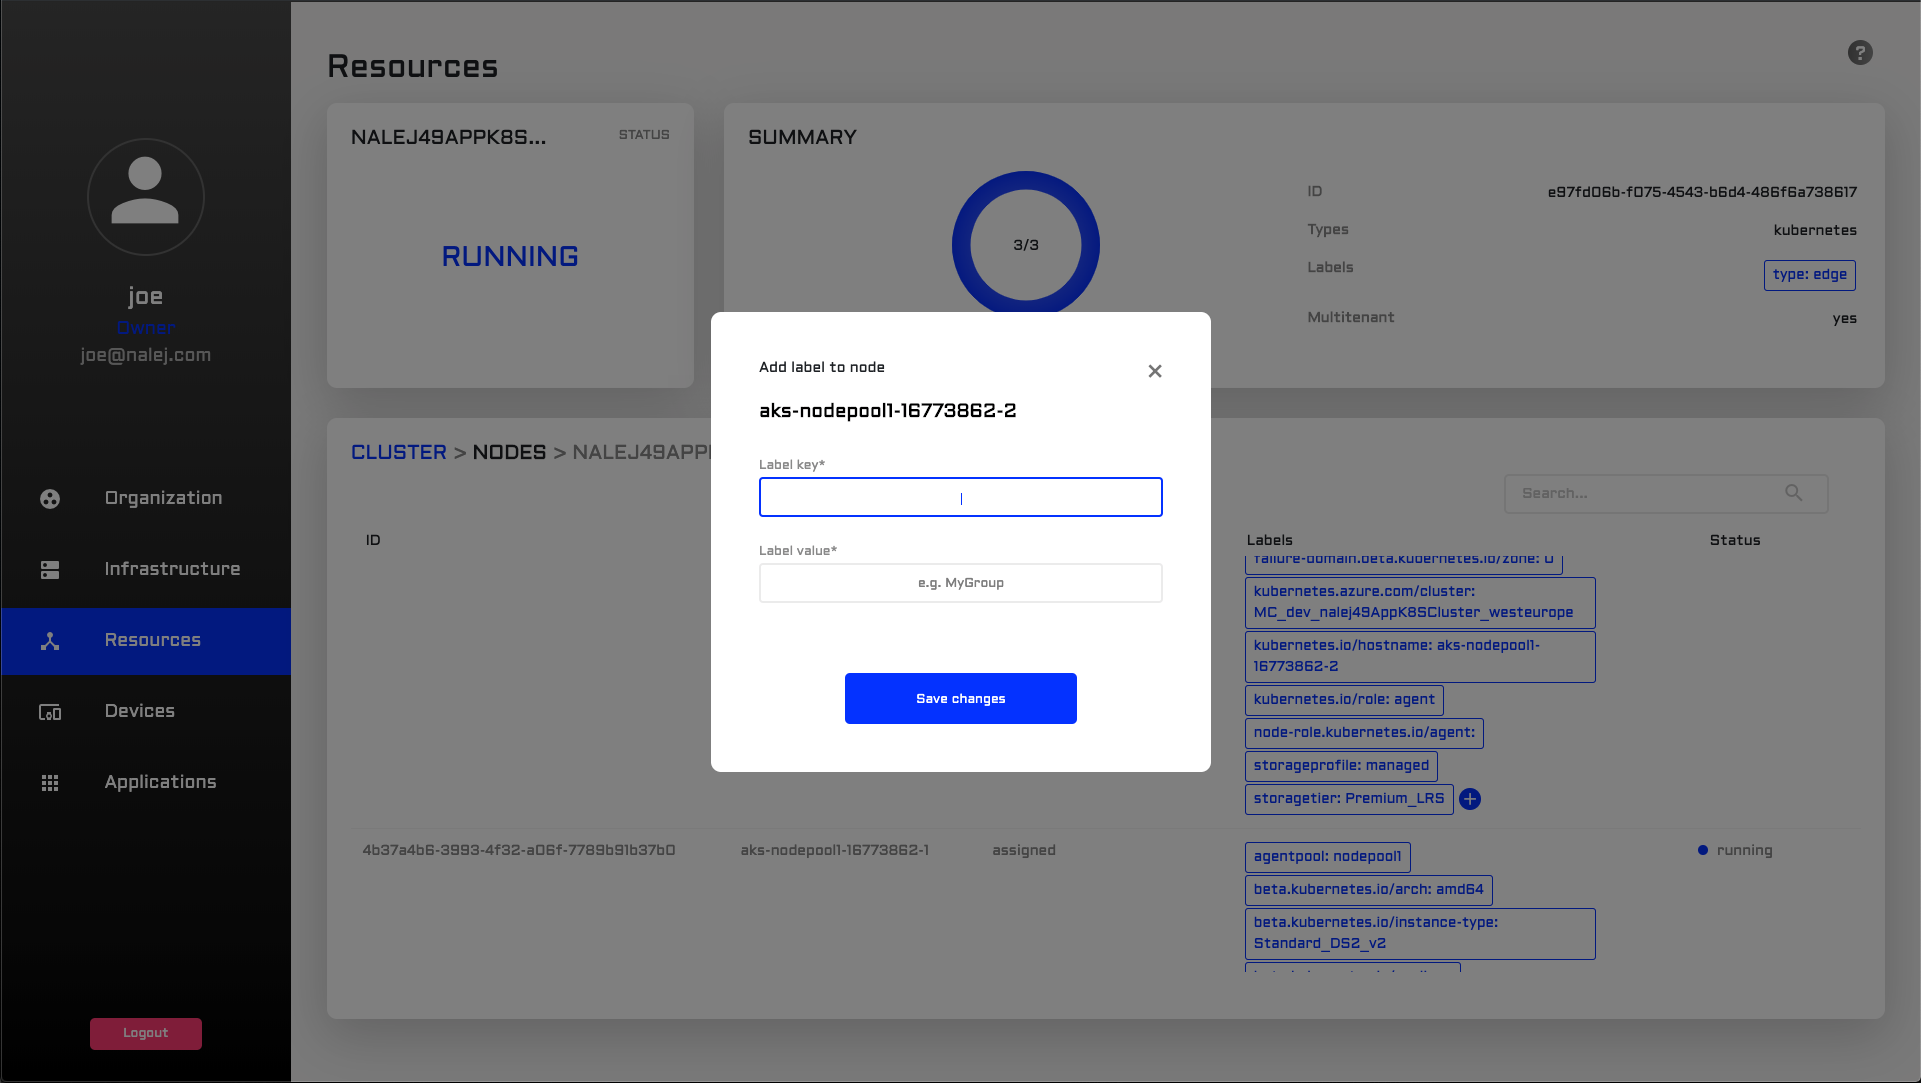 Resources
?
joe
Owner
joe@nalej.com
Organization
Infrastructure
Resources
Devices
Applications
Logout
NALEJ49APPK8S...
STATUS
RUNNING
SUMMARY
3/3
ID
e97fd06b-f075-4543-b6d4-486f6a738617
Types
kubernetes
Labels
type: edge
Multitenant
yes
Add label to node
aks-nodepool1-16773862-2
Label key*
Label value*
e.g. MyGroup
Save changes
CLUSTER > NODES > NALEJ49APP
Search...
ID
Labels
Status
failure-domain.beta.kubernetes.io/zone: 0
kubernetes.azure.com/cluster:
MC_dev_nalej49AppK8SCluster_westeurope
kubernetes.io/hostname: aks-nodepool1-
16773862-2
kubernetes.io/role: agent
node-role.kubernetes.io/agent:
storageprofile: managed
storagetier: Premium_LRS
4b37a4b6-3993-4f32-a06f-7789b91b37b0
aks-nodepool1-16773862-1
assigned
agentpool: nodepool1
running
beta.kubernetes.io/arch: amd64
beta.kubernetes.io/instance-type:
Standard_DS2_v2